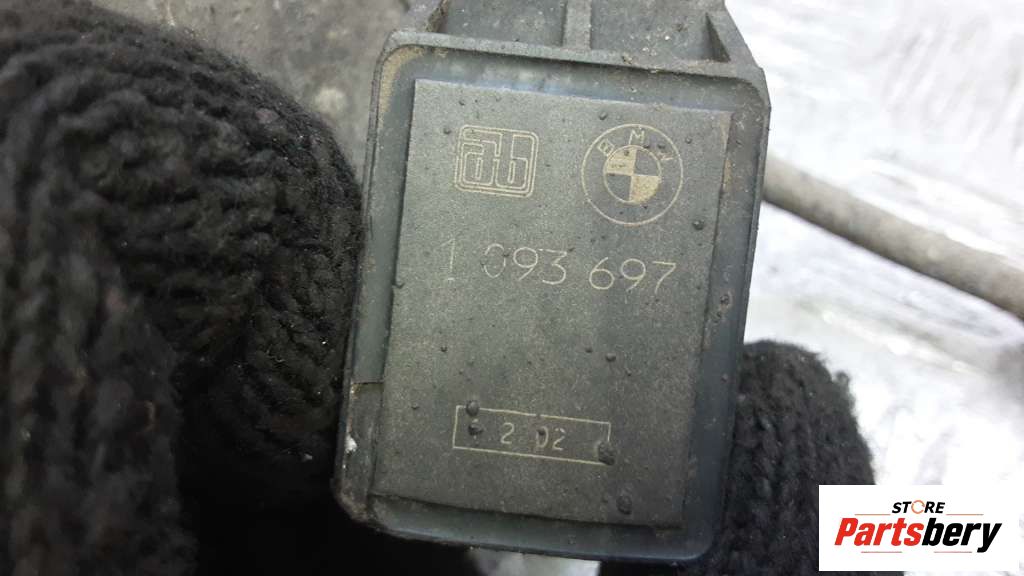 ab
BMW
1 093 697
2 02
STORE
Partsbery